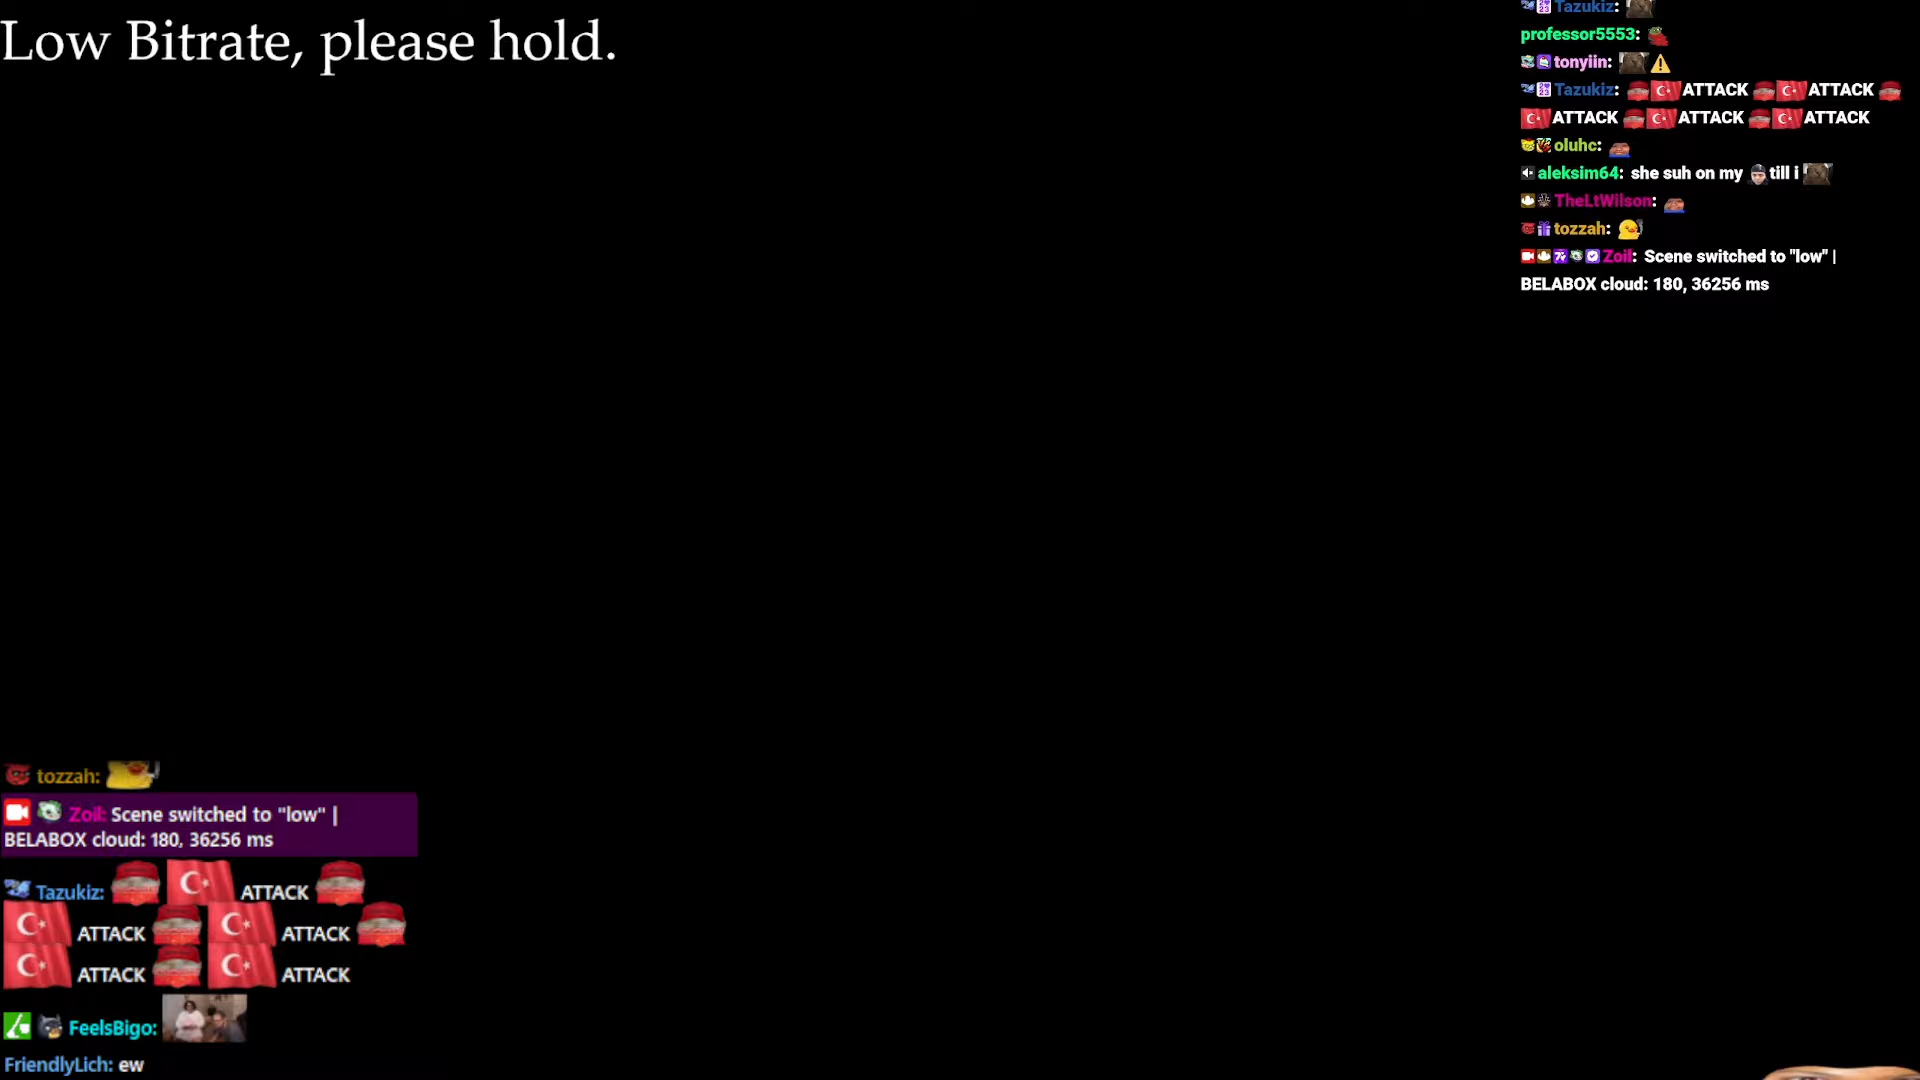 Low Bitrate, please hold.
Tazukiz:
professor5553:
tonyiin:
Tazukiz: ATTACK ATTACK
ATTACK ATTACK ATTACK
oluhc:
aleksim64: she suh on my till i
TheLtWilson:
tozzah:
Zoil: Scene switched to "low" |
BELABOX cloud: 180, 36256 ms
tozzah:
Zoil: Scene switched to "low" |
BELABOX cloud: 180, 36256 ms
Tazukiz: ATTACK
ATTACK ATTACK
ATTACK ATTACK
FeelsBigo:
FriendlyLich: ew